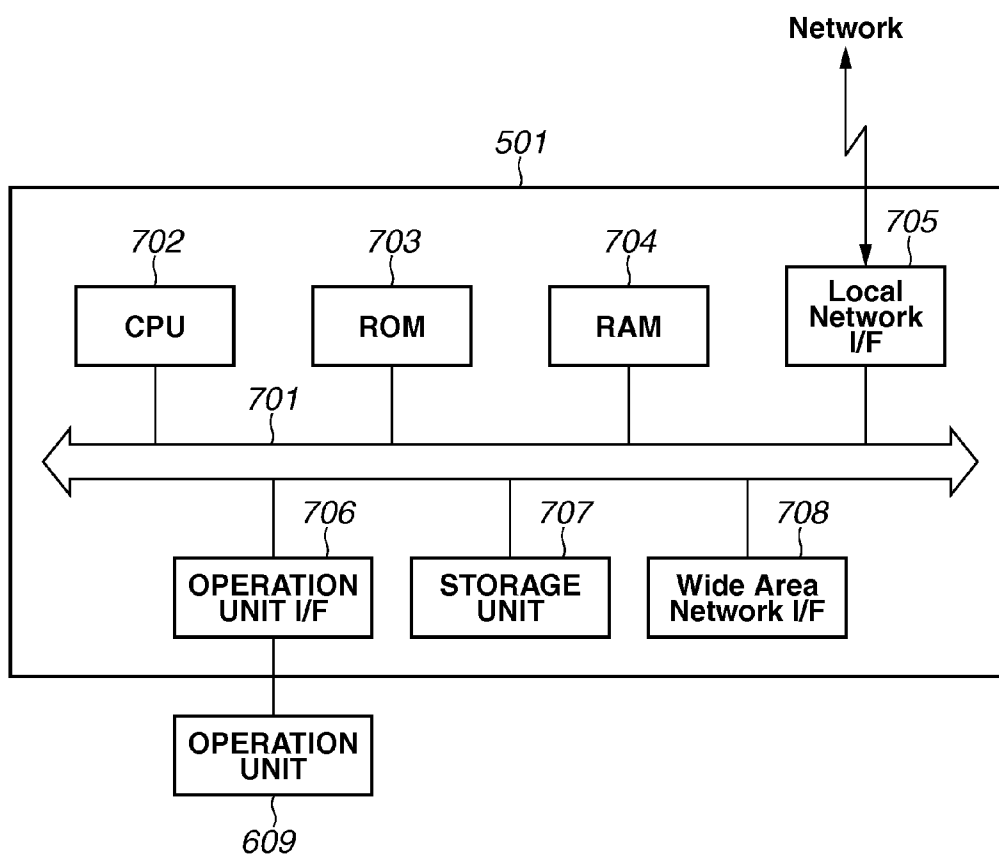 Network
501
702
703
704
705
CPU
ROM
RAM
Local
Network
I/F
701
706
707
708
OPERATION
UNIT I/F
STORAGE
UNIT
Wide Area
Network I/F
OPERATION
UNIT
609